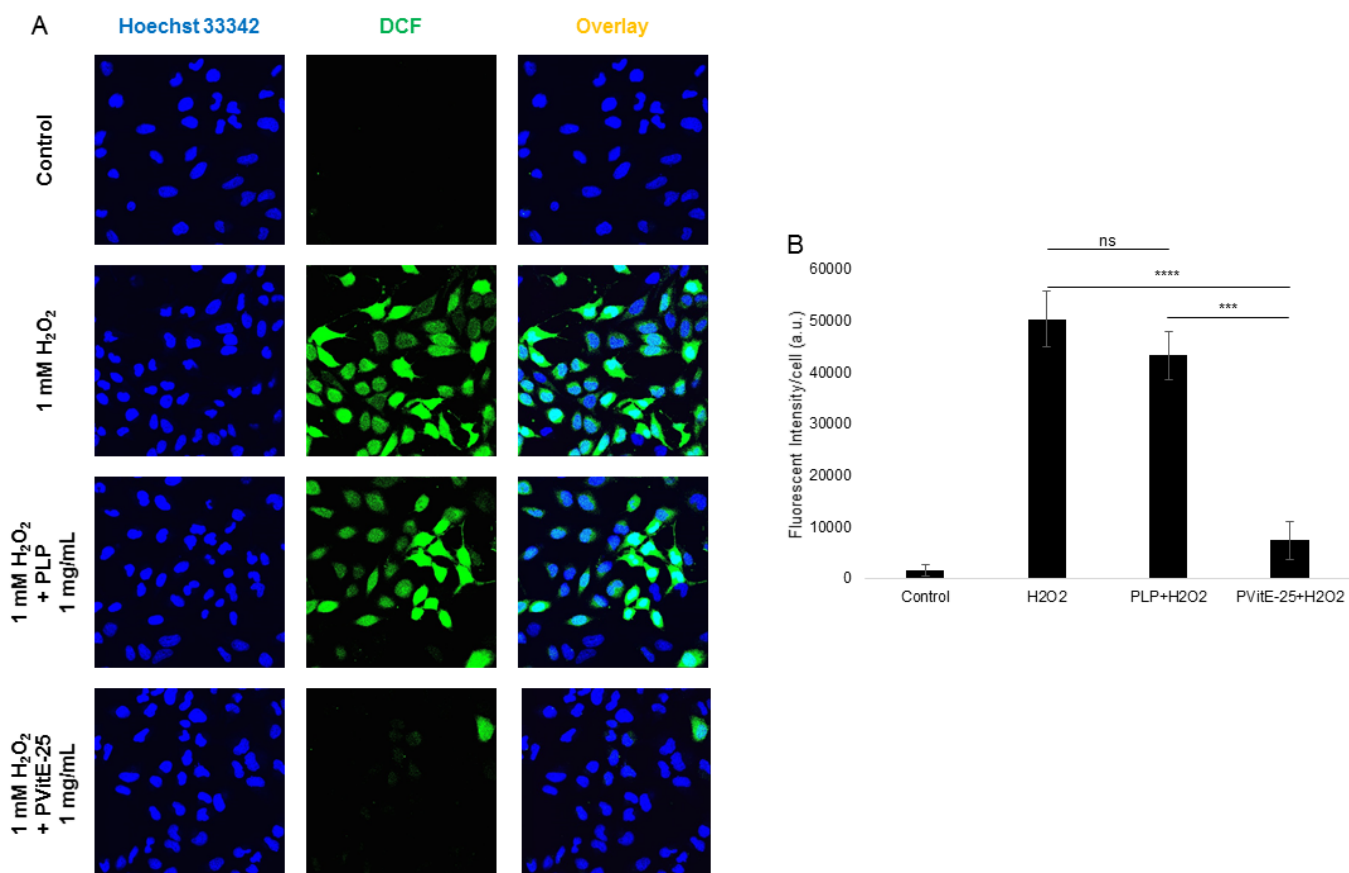 A
Hoechst 33342
DCF
Overlay
Control
1 mM H₂O₂
1 mM H₂O₂
+ PLP
1 mg/mL
1 mM H₂O₂
+ PVitE-25
1 mg/mL
B
ns
****
***
Fluorescent Intensity/cell (a.u.)
60000
50000
40000
30000
20000
10000
0
Control
H2O2
PLP+H2O2
PVitE-25+H2O2